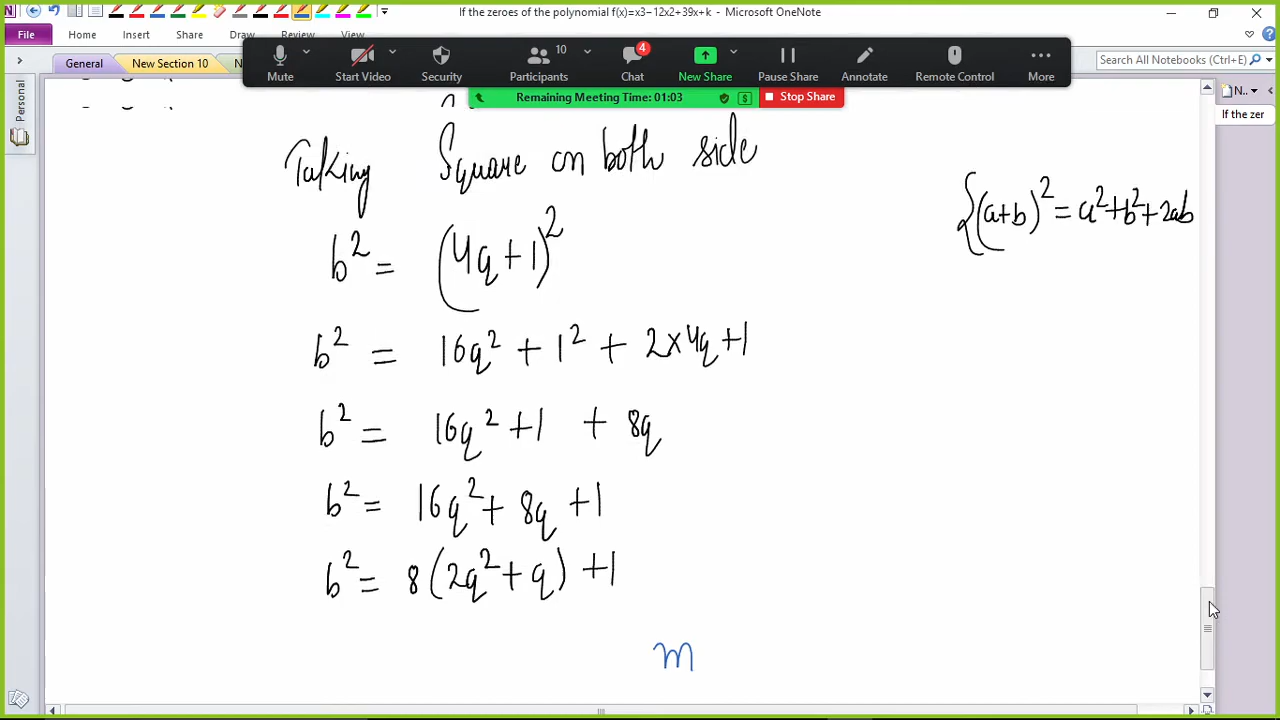 If the zeroes of the polynomial f(x)=x3−12x2+39x+k - Microsoft OneNote
File Home Insert Share Draw Review View
Mute Start Video Security Participants 10 Chat 4 New Share Pause Share Annotate Remote Control More
General New Section 10 N
Search All Notebooks (Ctrl+E)
Remaining Meeting Time: 01:03 Stop Share
Personal
N..
If the zer
Taking Square on both side
{(a+b)² = a²+b²+2ab
b² = (4q+1)²
b² = 16q² + 1² + 2×4q+1
b² = 16q² +1 + 8q
b² = 16q² + 8q +1
b² = 8(2q²+q) +1
m